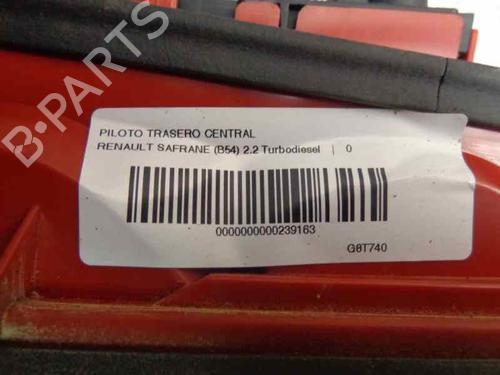 B-PARTS
PILOTO TRASERO CENTRAL
RENAULT SAFRANE (B54) 2.2 Turbodiesel | 0
0000000000239163
G8T740